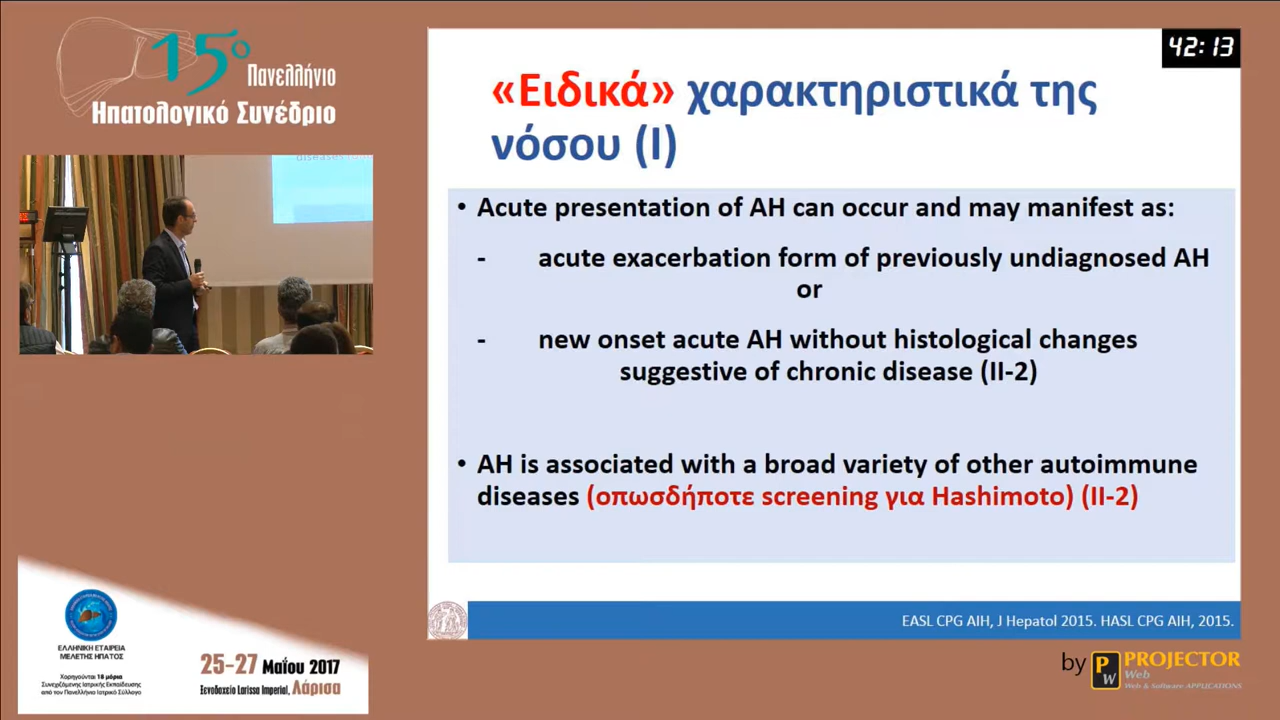 15ο
Πανελλήνιο
Ηπατολογικό Συνέδριο
42:13
«Ειδικά» χαρακτηριστικά της
νόσου (Ι)
• Acute presentation of AH can occur and may manifest as:
- acute exacerbation form of previously undiagnosed AH
or
- new onset acute AH without histological changes
suggestive of chronic disease (II-2)
• AH is associated with a broad variety of other autoimmune
diseases (οπωσδήποτε screening για Hashimoto) (II-2)
EASL CPG AIH, J Hepatol 2015. HASL CPG AIH, 2015.
ΕΛΛΗΝΙΚΗ ΕΤΑΙΡΕΙΑ
ΜΕΛΕΤΗΣ ΗΠΑΤΟΣ
Χορηγούνται 18 μόρια
Συνεχιζόμενης Ιατρικής Εκπαίδευσης
από τον Πανελλήνιο Ιατρικό Σύλλογο
25-27 Μαΐου 2017
Ξενοδοχείο Larissa Imperial, Λάρισα
by PW PROJECTOR
Web
Web & Software APPLICATIONS